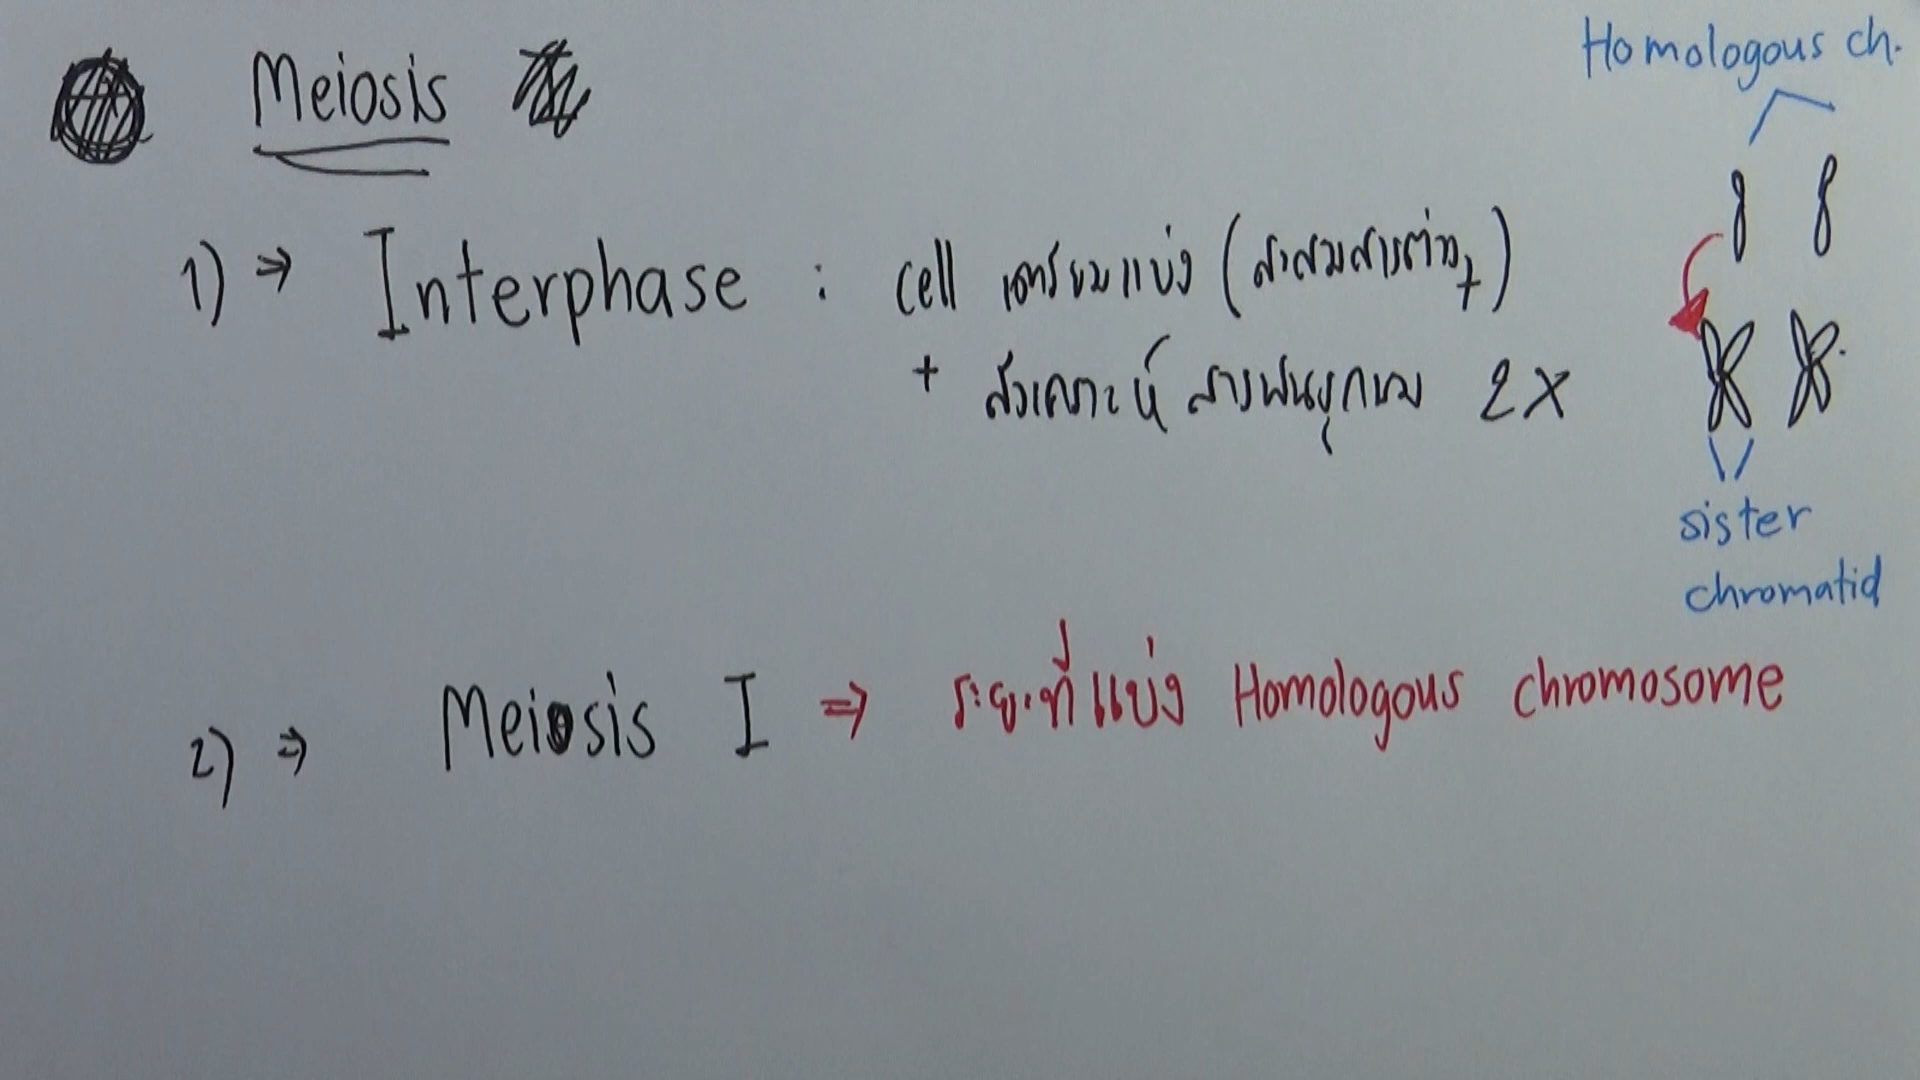 Meiosis
Homologous ch.
1) ⇒ Interphase : cell เตรียมแบ่ง (สะสมสารต่างๆ)
+ สังเคราะห์ สารพันธุกรรม 2X
sister
chromatid
2) ⇒ Meiosis I ⇒ ระยะที่แบ่ง Homologous chromosome